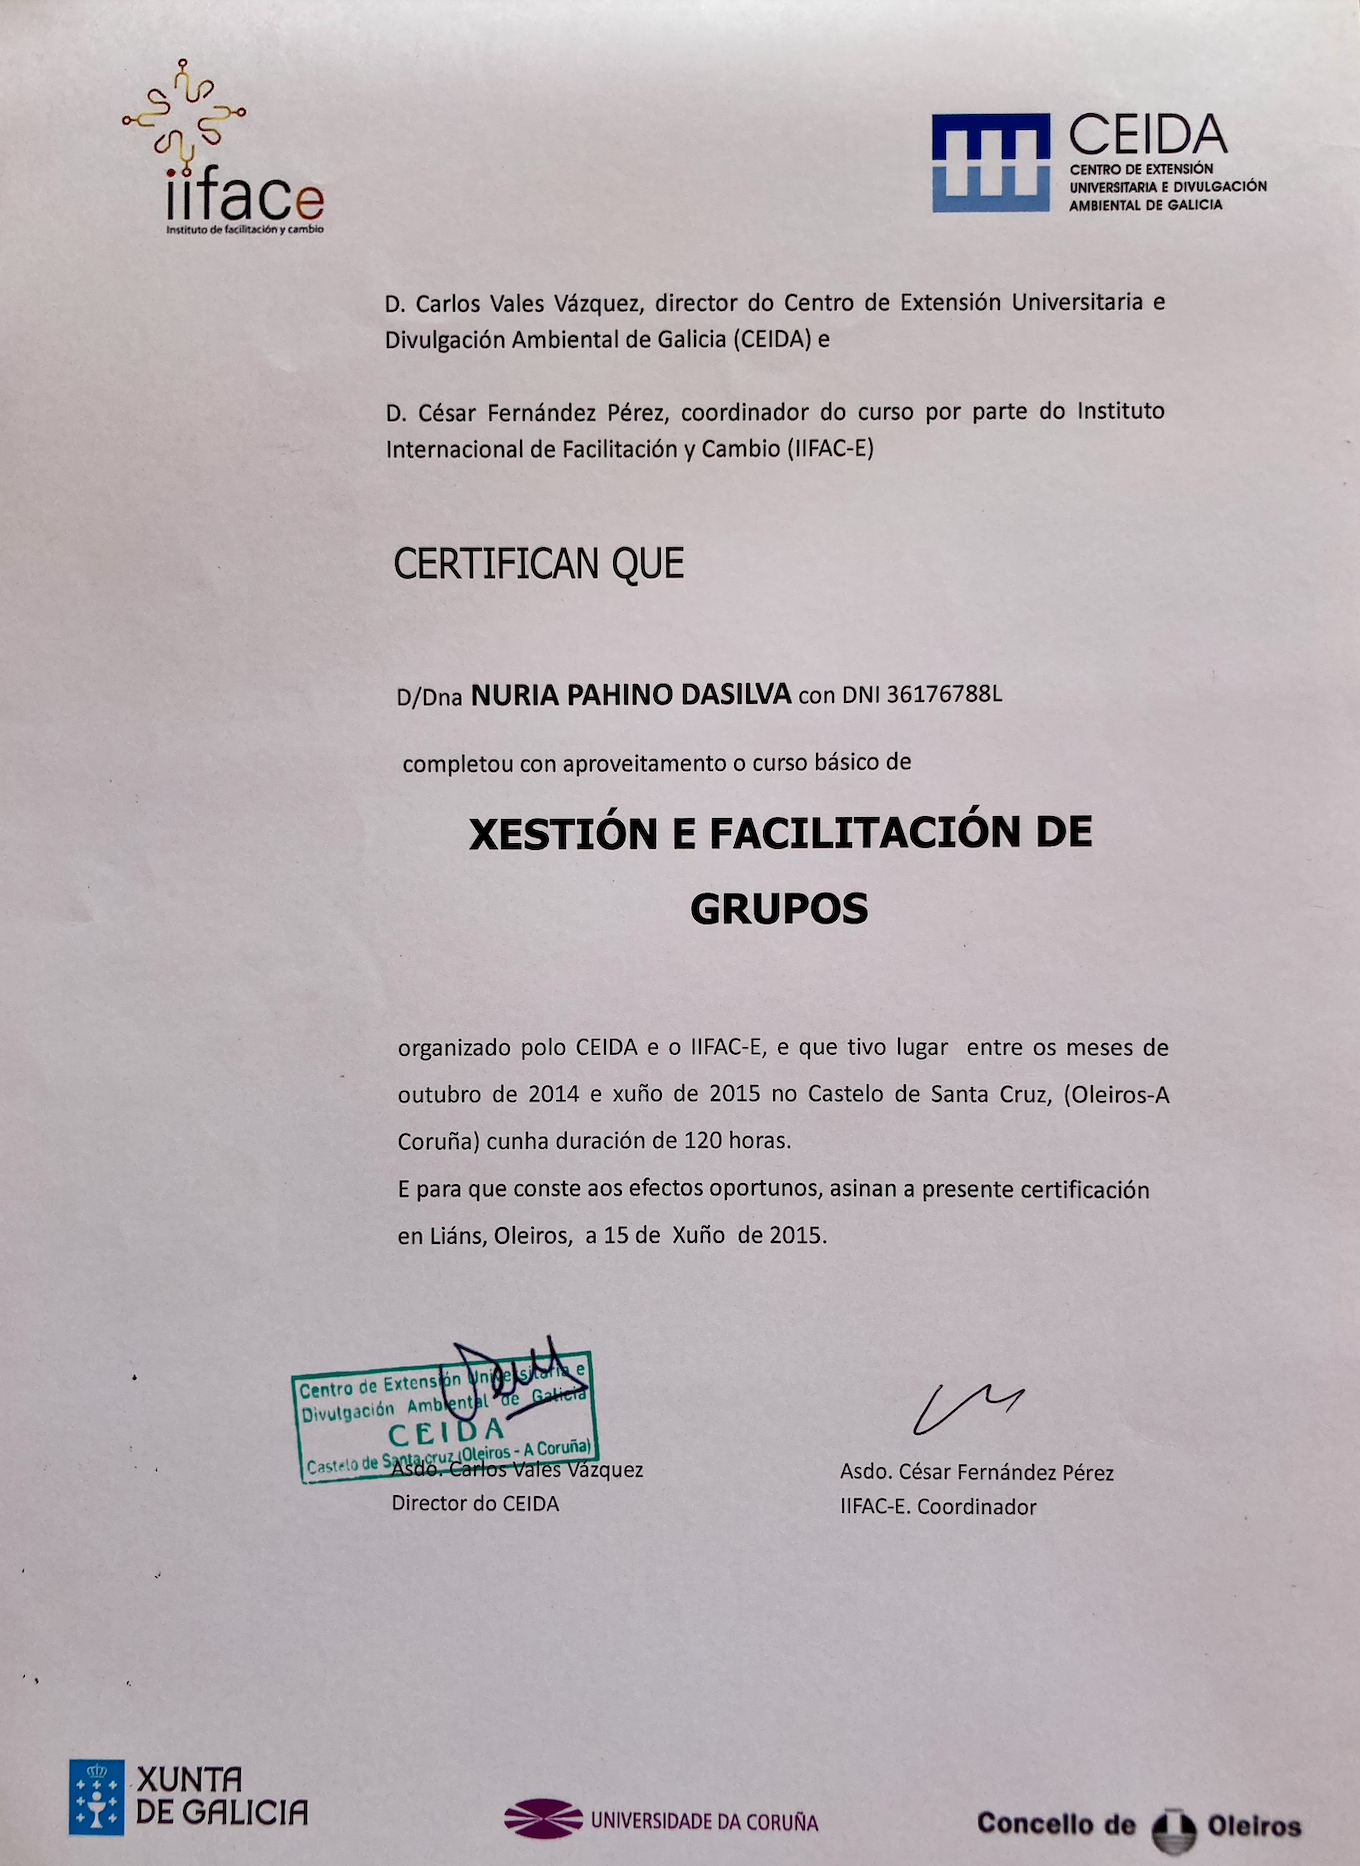 iiface
Instituto de facilitación y cambio
CEIDA
CENTRO DE EXTENSIÓN
UNIVERSITARIA E DIVULGACIÓN
AMBIENTAL DE GALICIA
D. Carlos Vales Vázquez, director do Centro de Extensión Universitaria e
Divulgación Ambiental de Galicia (CEIDA) e
D. César Fernández Pérez, coordinador do curso por parte do Instituto
Internacional de Facilitación y Cambio (IIFAC-E)
CERTIFICAN QUE
D/Dna NURIA PAHINO DASILVA con DNI 36176788L
completou con aproveitamento o curso básico de
XESTIÓN E FACILITACIÓN DE
GRUPOS
organizado polo CEIDA e o IIFAC-E, e que tivo lugar entre os meses de
outubro de 2014 e xuño de 2015 no Castelo de Santa Cruz, (Oleiros-A
Coruña) cunha duración de 120 horas.
E para que conste aos efectos oportunos, asinan a presente certificación
en Liáns, Oleiros, a 15 de Xuño de 2015.
Centro de Extensión Universitaria e
Divulgación Ambiental de Galicia
CEIDA
Castelo de Santa cruz (Oleiros - A Coruña)
Asdo. Carlos Vales Vázquez
Director do CEIDA
Asdo. César Fernández Pérez
IIFAC-E. Coordinador
XUNTA
DE GALICIA
UNIVERSIDADE DA CORUÑA
Concello de Oleiros